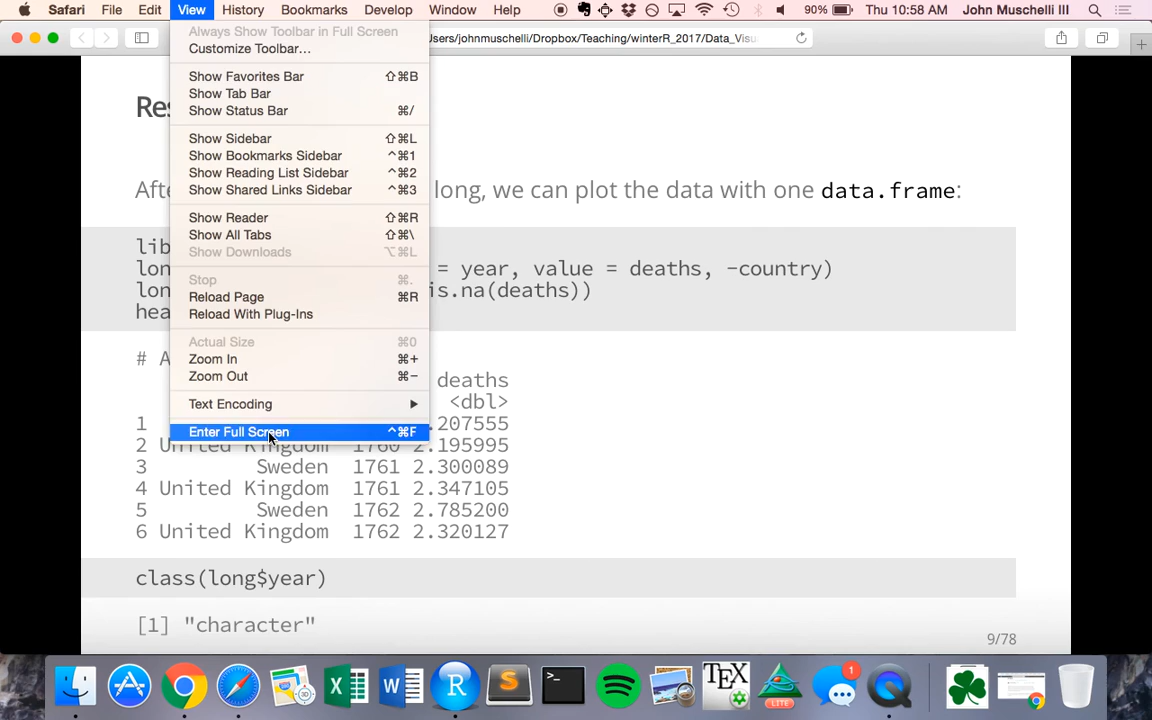 Safari File Edit View History Bookmarks Develop Window Help 90% Thu 10:58 AM John Muschelli III
Jsers/johnmuschelli/Dropbox/Teaching/winterR_2017/Data_Visu
Always Show Toolbar in Full Screen
Customize Toolbar...
Show Favorites Bar ⇧⌘B
Show Tab Bar
Show Status Bar ⌘/
Show Sidebar ⇧⌘L
Show Bookmarks Sidebar ^⌘1
Show Reading List Sidebar ^⌘2
Show Shared Links Sidebar ^⌘3
Show Reader ⇧⌘R
Show All Tabs ⇧⌘\
Show Downloads ⌥⌘L
Stop ⌘.
Reload Page ⌘R
Reload With Plug-Ins
Actual Size ⌘0
Zoom In ⌘+
Zoom Out ⌘−
Text Encoding
Enter Full Screen ^⌘F
Res
Afte long, we can plot the data with one data.frame:
lib
lon = year, value = deaths, -country)
lon is.na(deaths))
hea
# A
deaths
<dbl>
1 .207555
2 United Kingdom 1760 2.195995
3 Sweden 1761 2.300089
4 United Kingdom 1761 2.347105
5 Sweden 1762 2.785200
6 United Kingdom 1762 2.320127
class(long$year)
[1] "character"
9/78
X W R S >_ TEX LITE 1 Q